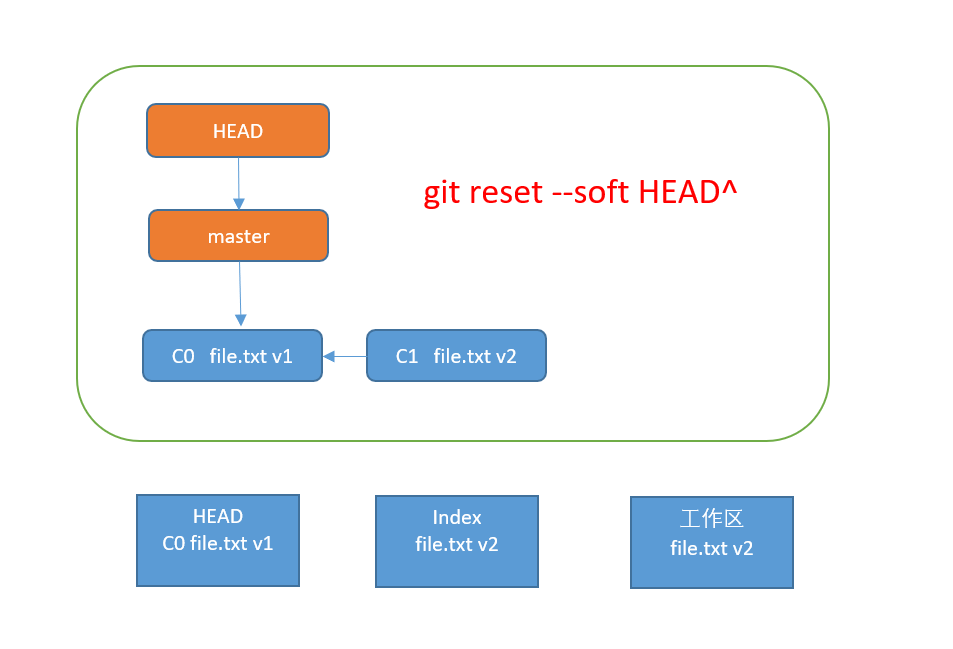 HEAD
git reset --soft HEAD^
master
C0 file.txt v1
C1 file.txt v2
HEAD
C0 file.txt v1
Index
file.txt v2
工作区
file.txt v2